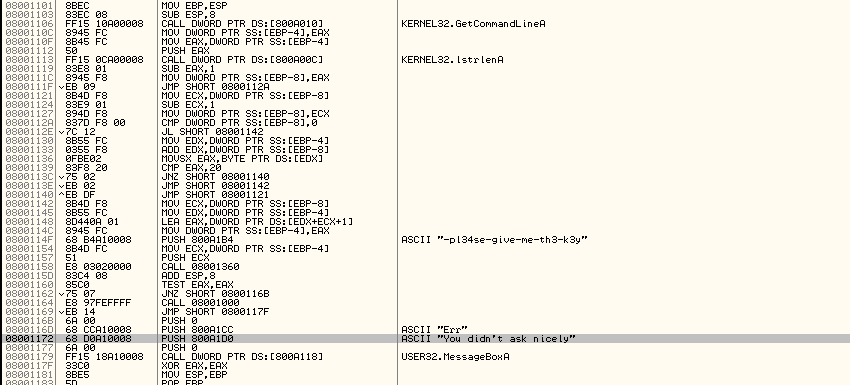 08001101 8BEC MOV EBP,ESP
08001103 83EC 08 SUB ESP,8
08001106 FF15 10A00008 CALL DWORD PTR DS:[800A010] KERNEL32.GetCommandLineA
0800110C 8945 FC MOV DWORD PTR SS:[EBP-4],EAX
0800110F 8B45 FC MOV EAX,DWORD PTR SS:[EBP-4]
08001112 50 PUSH EAX
08001113 FF15 0CA00008 CALL DWORD PTR DS:[800A00C] KERNEL32.lstrlenA
08001119 83E8 01 SUB EAX,1
0800111C 8945 F8 MOV DWORD PTR SS:[EBP-8],EAX
0800111F EB 09 JMP SHORT 0800112A
08001121 8B4D F8 MOV ECX,DWORD PTR SS:[EBP-8]
08001124 83E9 01 SUB ECX,1
08001127 894D F8 MOV DWORD PTR SS:[EBP-8],ECX
0800112A 837D F8 00 CMP DWORD PTR SS:[EBP-8],0
0800112E 7C 12 JL SHORT 08001142
08001130 8B55 FC MOV EDX,DWORD PTR SS:[EBP-4]
08001133 0355 F8 ADD EDX,DWORD PTR SS:[EBP-8]
08001136 0FBE02 MOVSX EAX,BYTE PTR DS:[EDX]
08001139 83F8 20 CMP EAX,20
0800113C 75 02 JNZ SHORT 08001140
0800113E EB 02 JMP SHORT 08001142
08001140 EB DF JMP SHORT 08001121
08001142 8B4D F8 MOV ECX,DWORD PTR SS:[EBP-8]
08001145 8B55 FC MOV EDX,DWORD PTR SS:[EBP-4]
08001148 8D440A 01 LEA EAX,DWORD PTR DS:[EDX+ECX+1]
0800114C 8945 FC MOV DWORD PTR SS:[EBP-4],EAX
0800114F 68 B4A10008 PUSH 800A1B4 ASCII "-pl34se-give-me-th3-k3y"
08001154 8B4D FC MOV ECX,DWORD PTR SS:[EBP-4]
08001157 51 PUSH ECX
08001158 E8 03020000 CALL 08001360
0800115D 83C4 08 ADD ESP,8
08001160 85C0 TEST EAX,EAX
08001162 75 07 JNZ SHORT 0800116B
08001164 E8 97FEFFFF CALL 08001000
08001169 EB 14 JMP SHORT 0800117F
0800116B 6A 00 PUSH 0
0800116D 68 CCA10008 PUSH 800A1CC ASCII "Err"
08001172 68 D0A10008 PUSH 800A1D0 ASCII "You didn't ask nicely"
08001177 6A 00 PUSH 0
08001179 FF15 18A10008 CALL DWORD PTR DS:[800A118] USER32.MessageBoxA
0800117F 33C0 XOR EAX,EAX
08001181 8BE5 MOV ESP,EBP
08001183 5D POP EBP